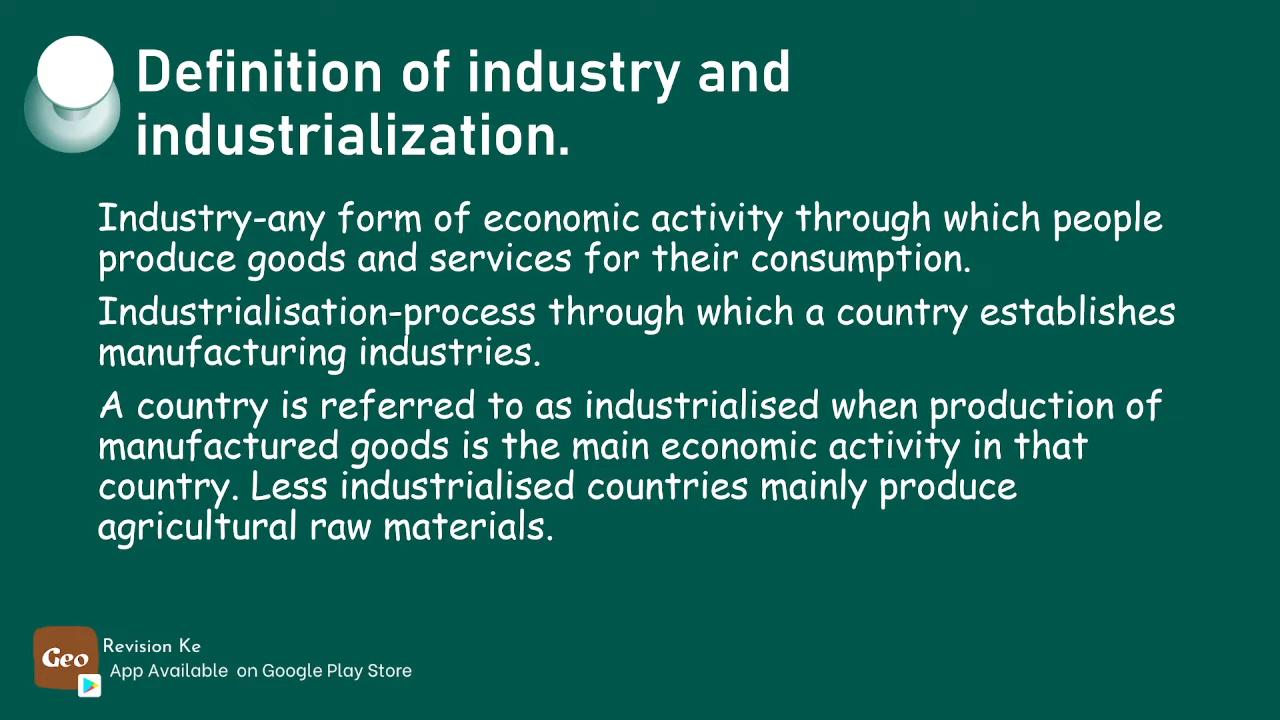 Definition of industry and
industrialization.
Industry-any form of economic activity through which people
produce goods and services for their consumption.
Industrialisation-process through which a country establishes
manufacturing industries.
A country is referred to as industrialised when production of
manufactured goods is the main economic activity in that
country. Less industrialised countries mainly produce
agricultural raw materials.
Geo
Revision Ke
App Available on Google Play Store